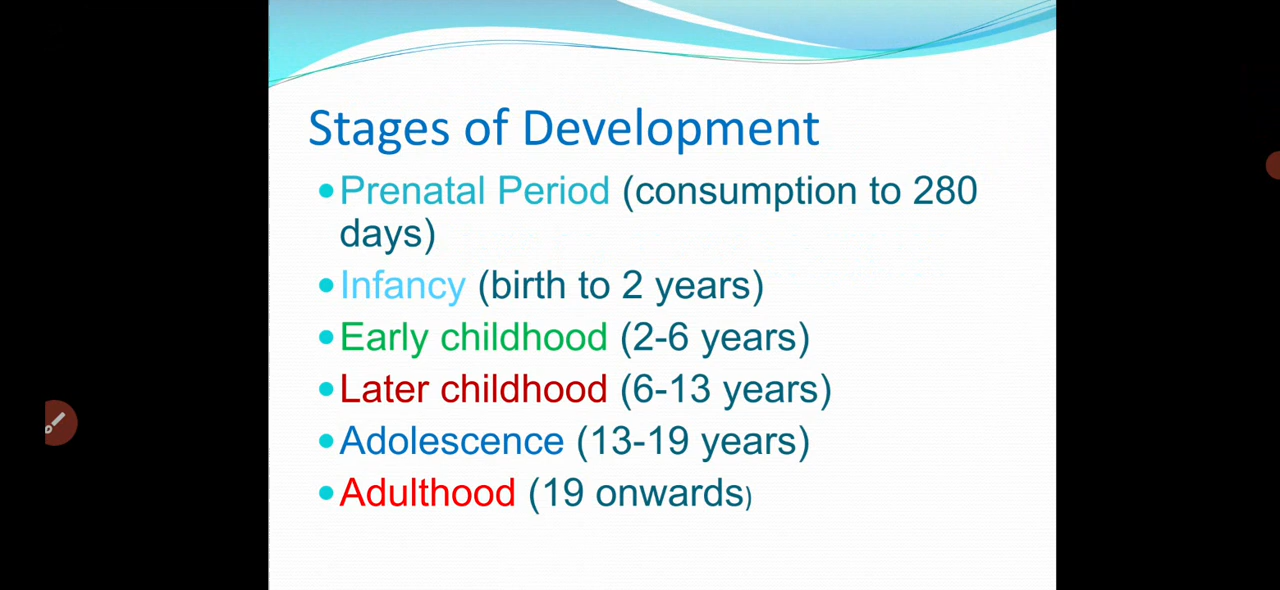 Stages of Development
•Prenatal Period (consumption to 280
days)
•Infancy (birth to 2 years)
•Early childhood (2-6 years)
•Later childhood (6-13 years)
•Adolescence (13-19 years)
•Adulthood (19 onwards)